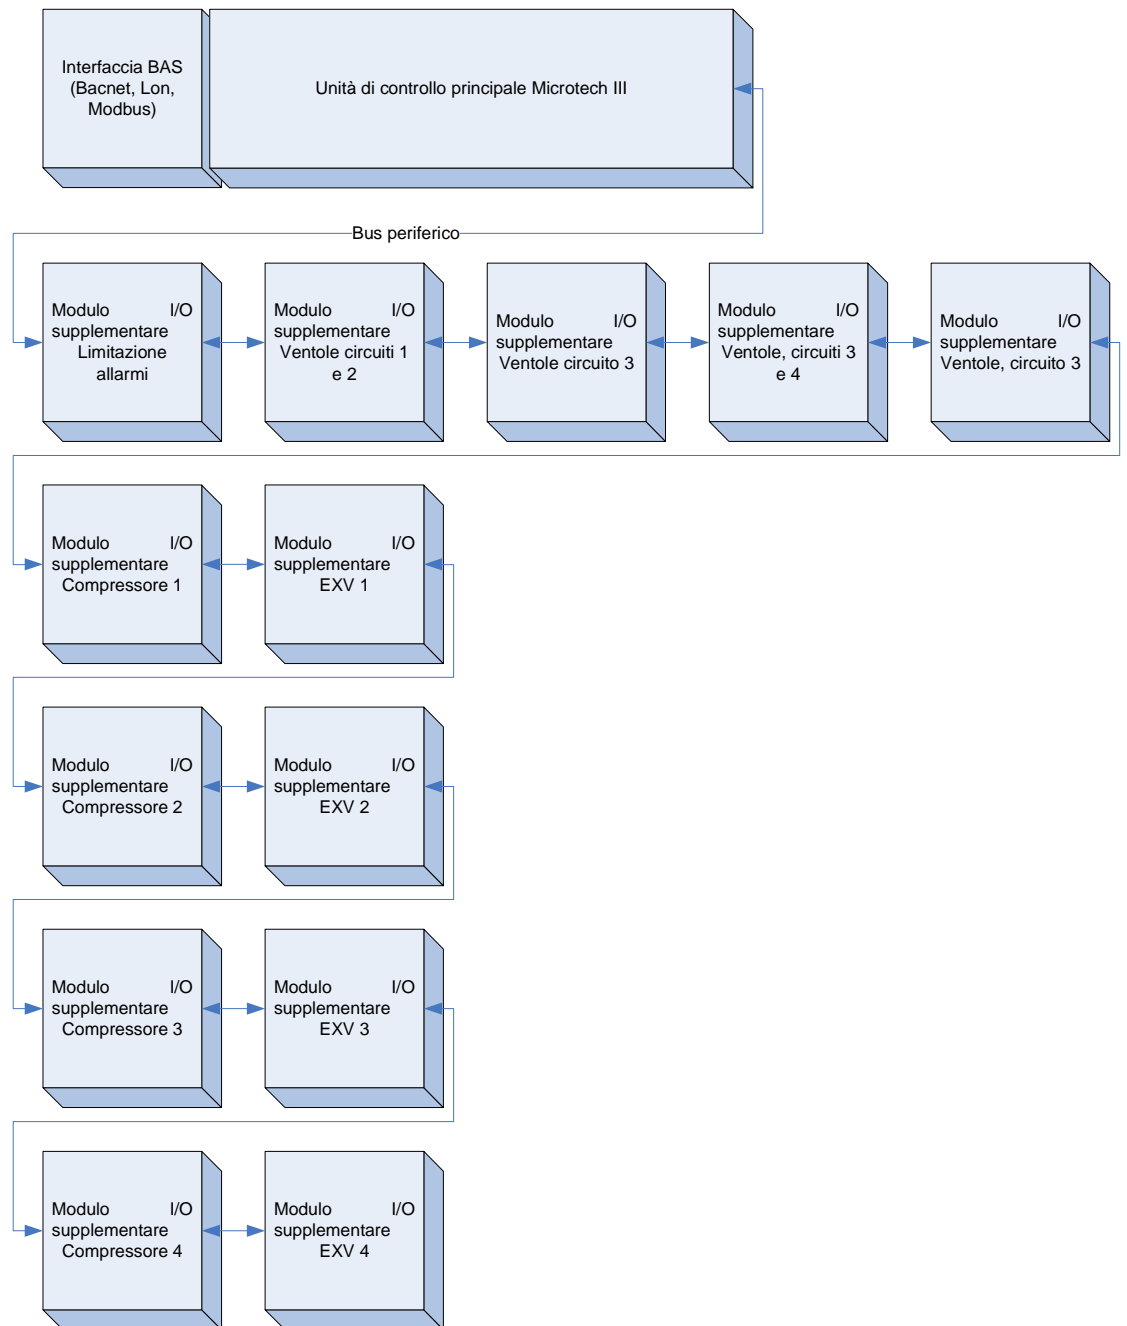 Interfaccia BAS
(Bacnet, Lon,
Modbus)
Unità di controllo principale Microtech III
Bus periferico
Modulo I/O
supplementare
Limitazione
allarmi
Modulo I/O
supplementare
Ventole circuiti 1
e 2
Modulo I/O
supplementare
Ventole circuito 3
Modulo I/O
supplementare
Ventole, circuiti 3
e 4
Modulo I/O
supplementare
Ventole, circuito 3
Modulo I/O
supplementare
Compressore 1
Modulo I/O
supplementare
EXV 1
Modulo I/O
supplementare
Compressore 2
Modulo I/O
supplementare
EXV 2
Modulo I/O
supplementare
Compressore 3
Modulo I/O
supplementare
EXV 3
Modulo I/O
supplementare
Compressore 4
Modulo I/O
supplementare
EXV 4